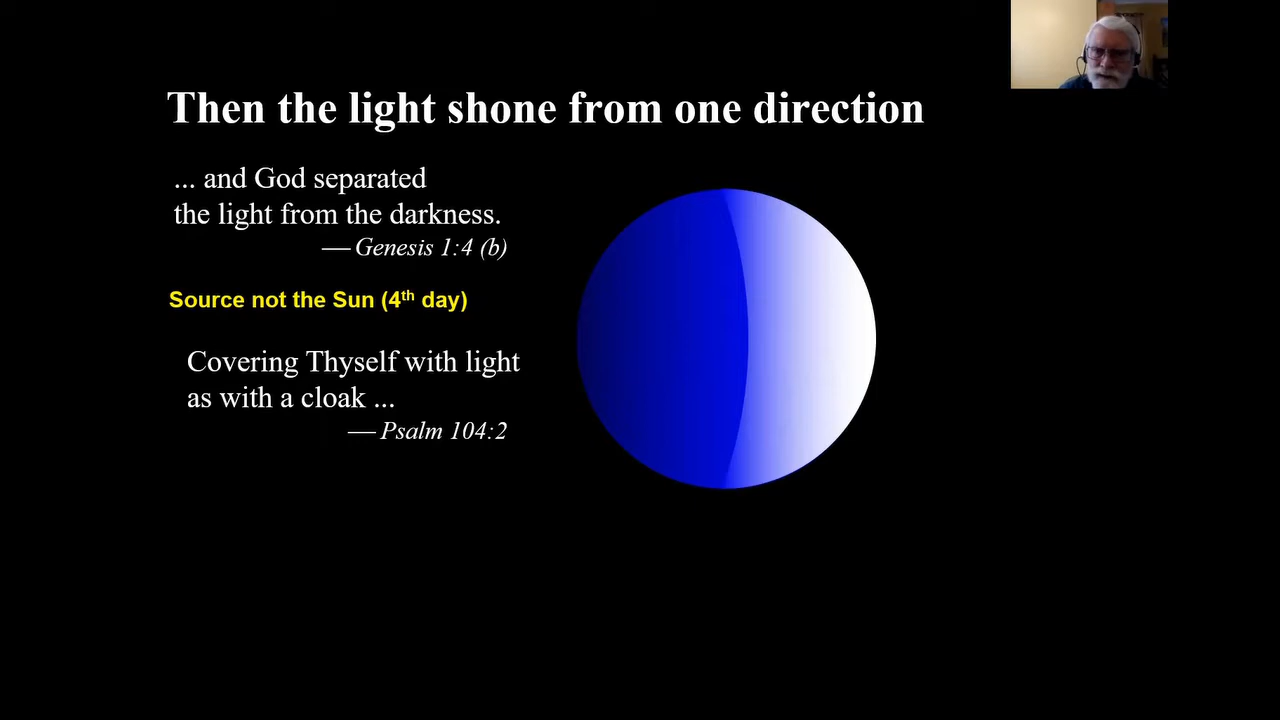 Then the light shone from one direction
... and God separated
the light from the darkness.
— Genesis 1:4 (b)
Source not the Sun (4th day)
Covering Thyself with light
as with a cloak ...
— Psalm 104:2